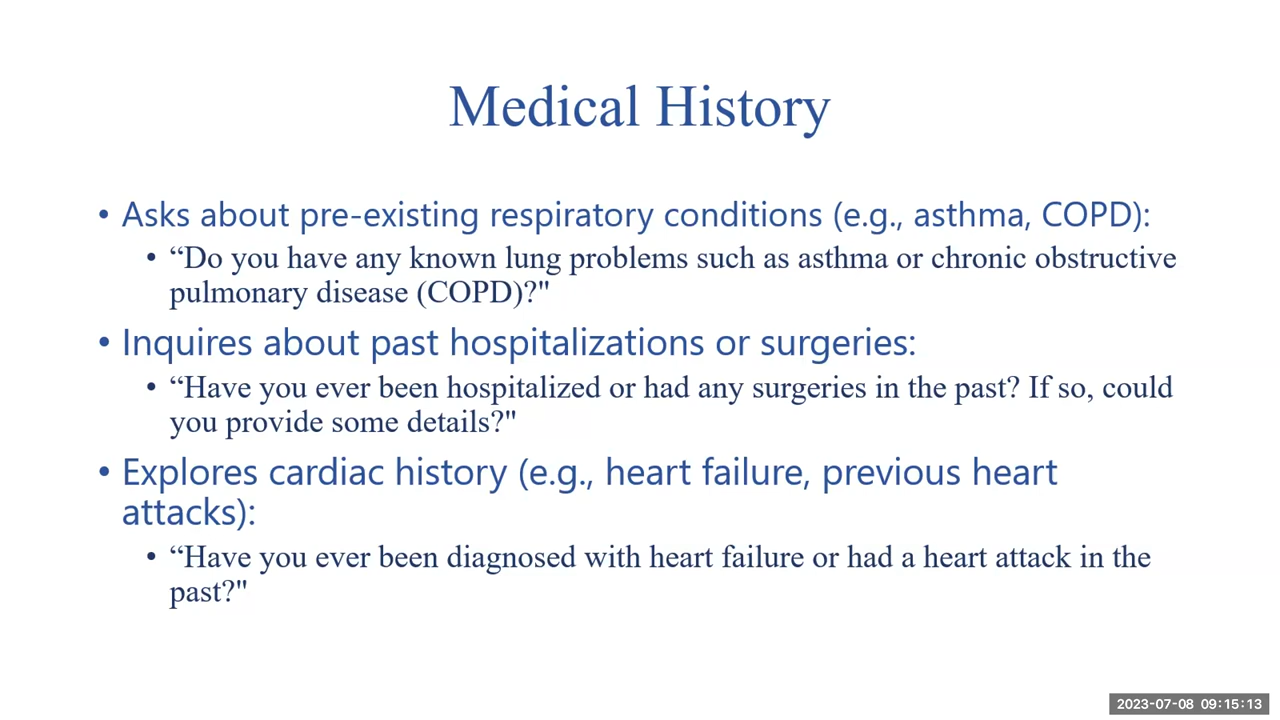 Medical History
• Asks about pre-existing respiratory conditions (e.g., asthma, COPD):
• “Do you have any known lung problems such as asthma or chronic obstructive
pulmonary disease (COPD)?"
• Inquires about past hospitalizations or surgeries:
• “Have you ever been hospitalized or had any surgeries in the past? If so, could
you provide some details?"
• Explores cardiac history (e.g., heart failure, previous heart
attacks):
• “Have you ever been diagnosed with heart failure or had a heart attack in the
past?"
2023-07-08 09:15:13